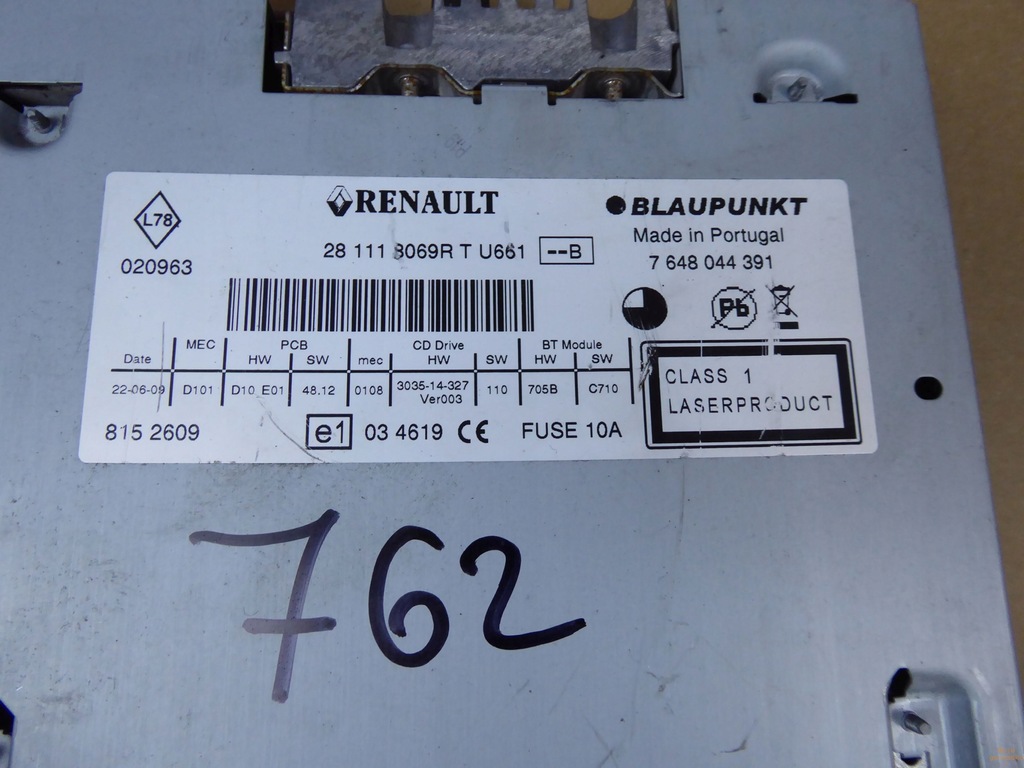 L78
RENAULT
BLAUPUNKT
Made in Portugal
020963
28 111 8069R T U661 --B
7 648 044 391
Pb
Date MEC PCB CD Drive BT Module
HW SW mec HW SW HW SW
22-06-09 D101 D10 E01 48.12 0108 3035-14-327 110 705B C710
Ver003
CLASS 1
LASERPRODUCT
815 2609
e1 03 4619 CE FUSE 10A
762